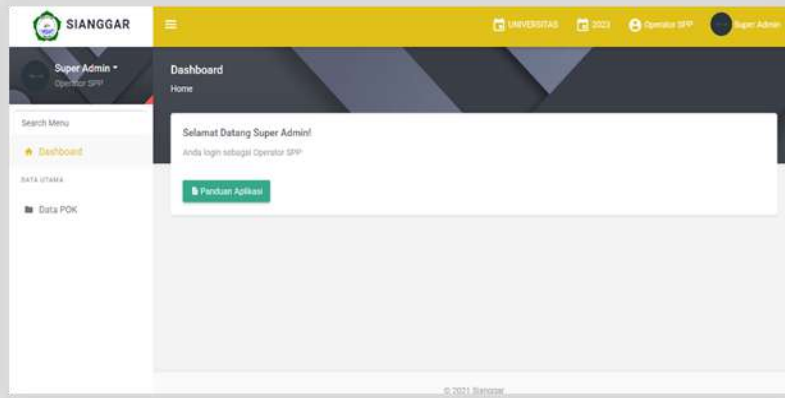 SIANGGAR
UNIVERSITAS
2023
Operator SPP
Super Admin
Super Admin
Operator SPP
Dashboard
Home
Search Menu
Dashboard
DATA UTAMA
Data POK
Selamat Datang Super Admin!
Anda login sebagai Operator SPP
Panduan Aplikasi
© 2021 Sianggar